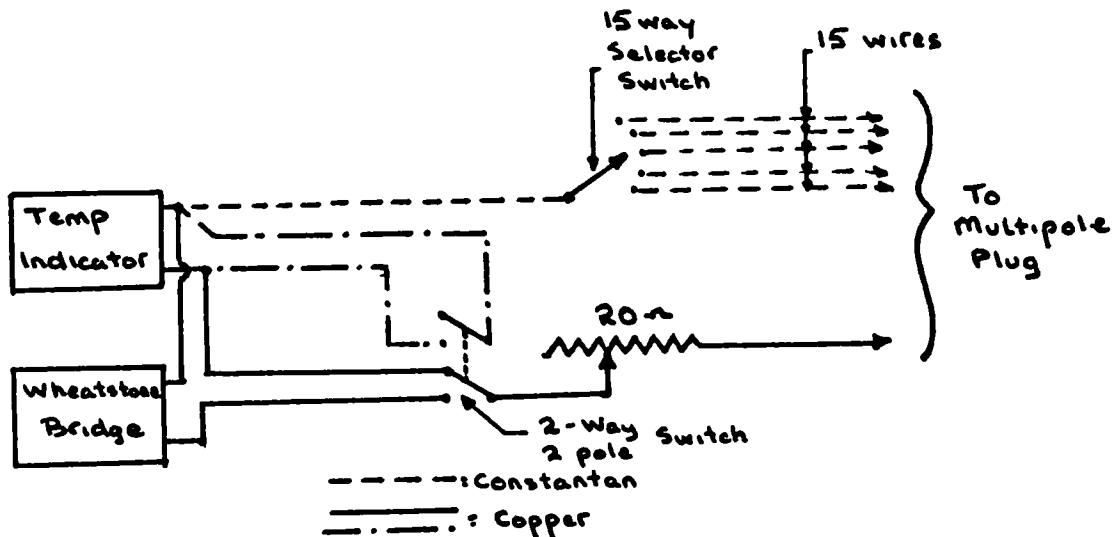 15 way
Selector
Switch
15 wires
To
Multipole
Plug
Temp
Indicator
20 Ω
Wheatstone
Bridge
2-Way
2 pole
Switch
: Constantan
: Copper